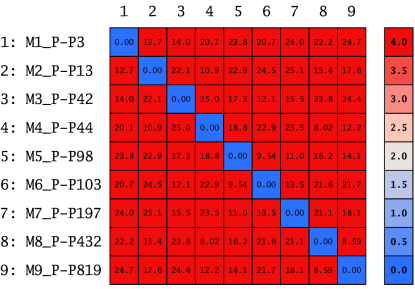 1 2 3 4 5 6 7 8 9
1: M1_P-P3 0.00 12.7 14.0 20.1 23.8 20.7 24.0 22.2 24.7 4.0
2: M2_P-P13 12.7 0.00 22.1 10.9 22.9 24.5 25.1 15.4 17.6 3.5
3: M3_P-P42 14.0 22.1 0.00 25.0 17.3 12.1 15.5 23.8 24.4 3.0
4: M4_P-P44 20.1 10.9 25.0 0.00 18.8 22.9 23.5 8.02 12.2 2.5
5: M5_P-P98 23.8 22.9 17.3 18.8 0.00 9.54 11.0 16.2 14.1 2.0
6: M6_P-P103 20.7 24.5 12.1 22.9 9.54 0.00 13.5 21.6 21.7 1.5
7: M7_P-P197 24.0 25.1 15.5 23.5 11.0 13.5 0.00 21.1 18.1 1.0
8: M8_P-P432 22.2 15.4 23.8 8.02 16.2 21.6 21.1 0.00 8.59 0.5
9: M9_P-P819 24.7 17.6 24.4 12.2 14.1 21.7 18.1 8.59 0.00 0.0